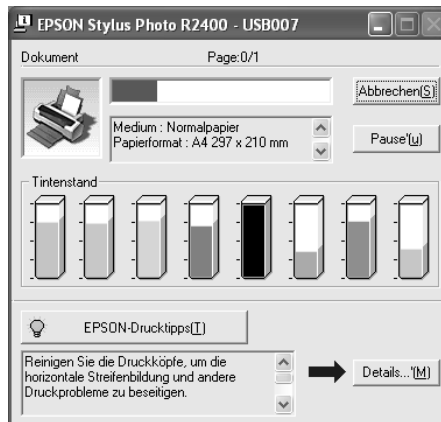 EPSON Stylus Photo R2400 - USB007
Dokument Page:0/1
Abbrechen(S)
Medium : Normalpapier
Papierformat : A4 297 x 210 mm
Pause'(u)
Tintenstand
EPSON-Drucktipps(T)
Reinigen Sie die Druckköpfe, um die
horizontale Streifenbildung und andere
Druckprobleme zu beseitigen.
Details...'(M)